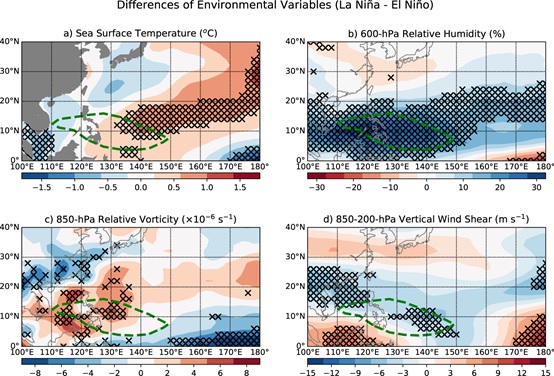 Differences of Environmental Variables (La Niña - El Niño)
a) Sea Surface Temperature (°C)
40°N
30°N
20°N
10°N
0°
100°E 110°E 120°E 130°E 140°E 150°E 160°E 170°E 180°
−1.5 −1.0 −0.5 0.0 0.5 1.0 1.5
b) 600-hPa Relative Humidity (%)
40°N
30°N
20°N
10°N
0°
100°E 110°E 120°E 130°E 140°E 150°E 160°E 170°E 180°
−30 −20 −10 0 10 20 30
c) 850-hPa Relative Vorticity (×10⁻⁶ s⁻¹)
40°N
30°N
20°N
10°N
0°
100°E 110°E 120°E 130°E 140°E 150°E 160°E 170°E 180°
−8 −6 −4 −2 0 2 4 6 8
d) 850-200-hPa Vertical Wind Shear (m s⁻¹)
40°N
30°N
20°N
10°N
0°
100°E 110°E 120°E 130°E 140°E 150°E 160°E 170°E 180°
−15 −12 −9 −6 −3 0 3 6 9 12 15